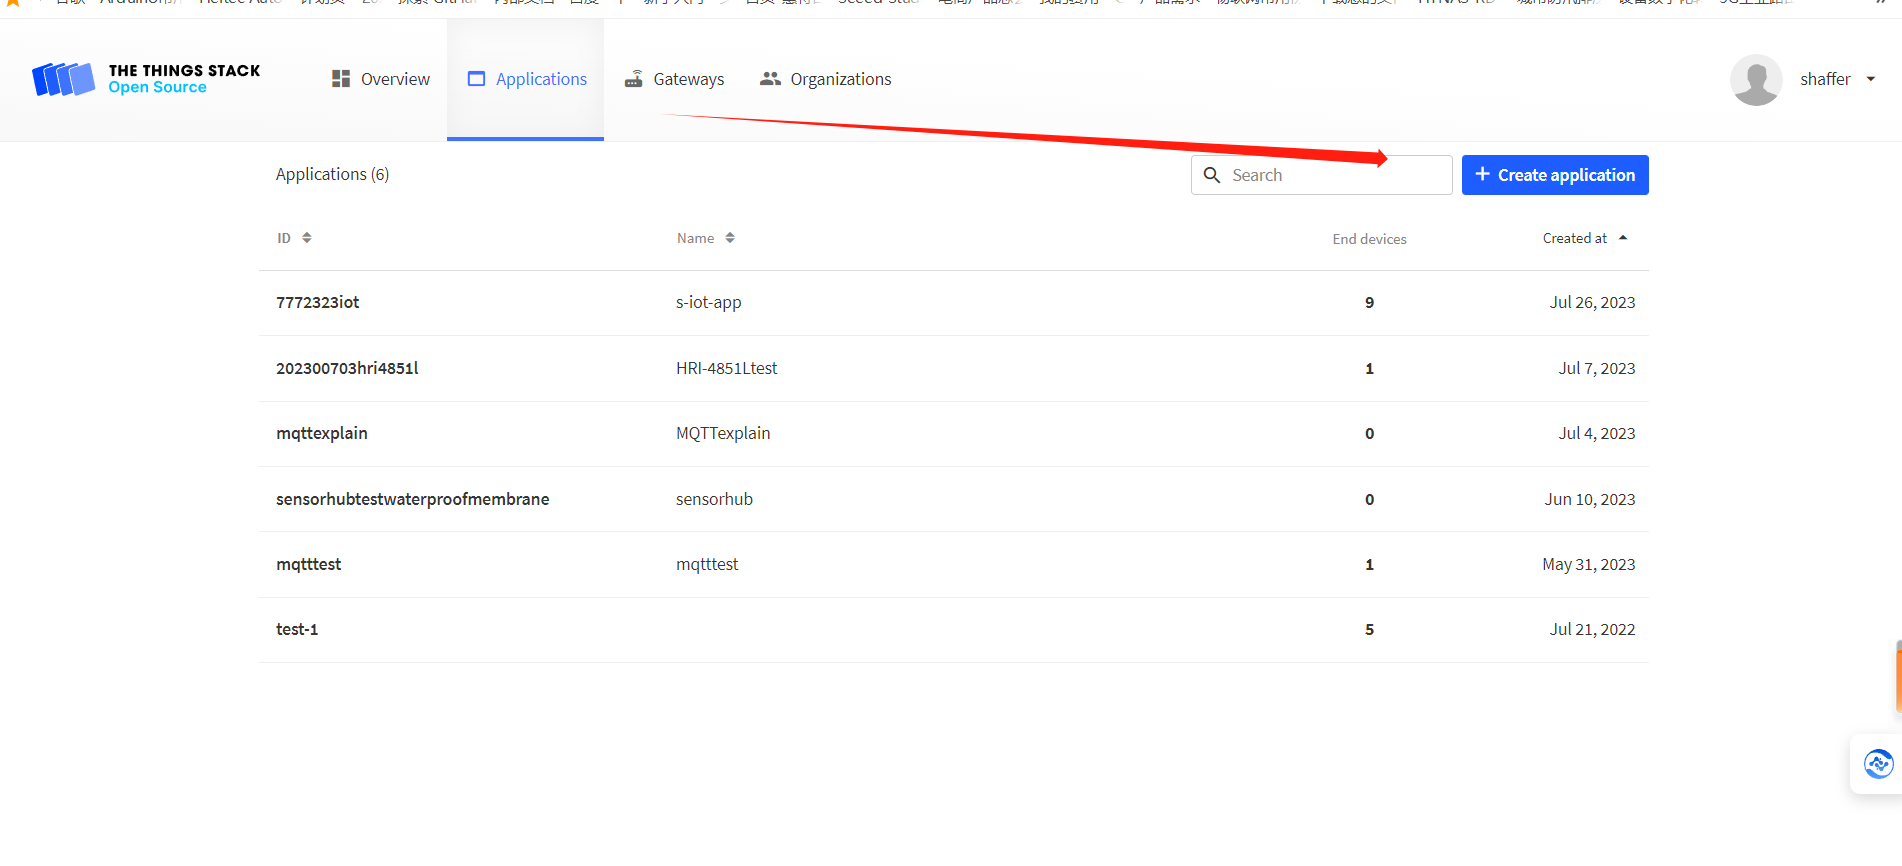 THE THINGS STACK
Open Source
Overview
Applications
Gateways
Organizations
shaffer
Applications (6)
Search
+ Create application
ID
Name
End devices
Created at
7772323iot
s-iot-app
9
Jul 26, 2023
202300703hri4851l
HRI-4851Ltest
1
Jul 7, 2023
mqttexplain
MQTTexplain
0
Jul 4, 2023
sensorhubtestwaterproofmembrane
sensorhub
0
Jun 10, 2023
mqtttest
mqtttest
1
May 31, 2023
test-1
5
Jul 21, 2022